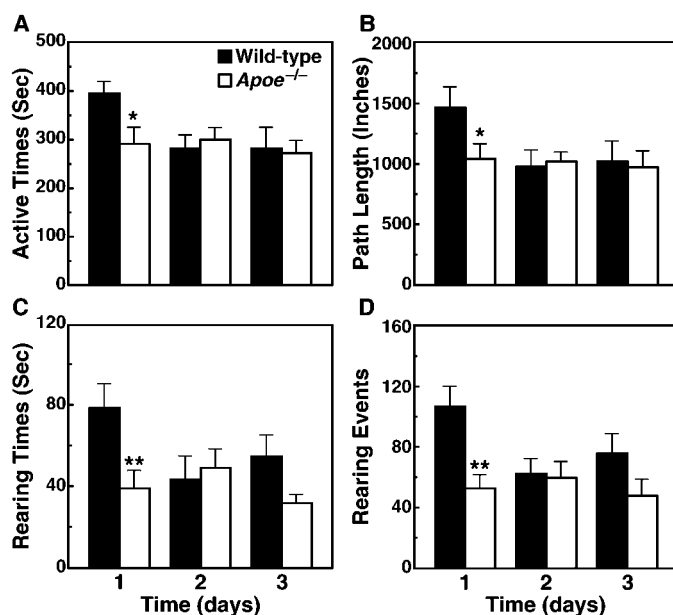 A
Active Times (Sec)
500
400
300
300
100
0
Wild-type
Apoe–/–
*
B
Path Length (Inches)
2000
1500
1000
500
0
*
C
Rearing Times (Sec)
120
80
40
0
**
1
2
3
Time (days)
D
Rearing Events
160
120
80
40
0
**
1
2
3
Time (days)